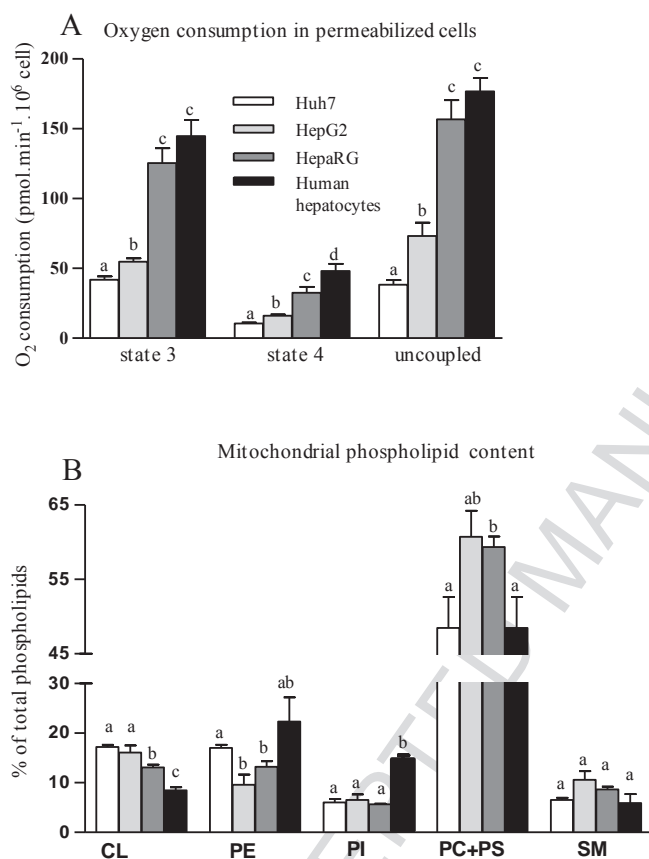 A Oxygen consumption in permeabilized cells
O₂ consumption (pmol.min⁻¹.10⁶ cell)
200
150
100
50
0
Huh7
HepG2
HepaRG
Human
hepatocytes
a b c c
a b c d
a b c c
state 3 state 4 uncoupled
B Mitochondrial phospholipid content
% of total phospholipids
65
55
45
30
20
10
0
a a b c
a b b ab
a a a b
a ab b a
a a a a
CL PE PI PC+PS SM